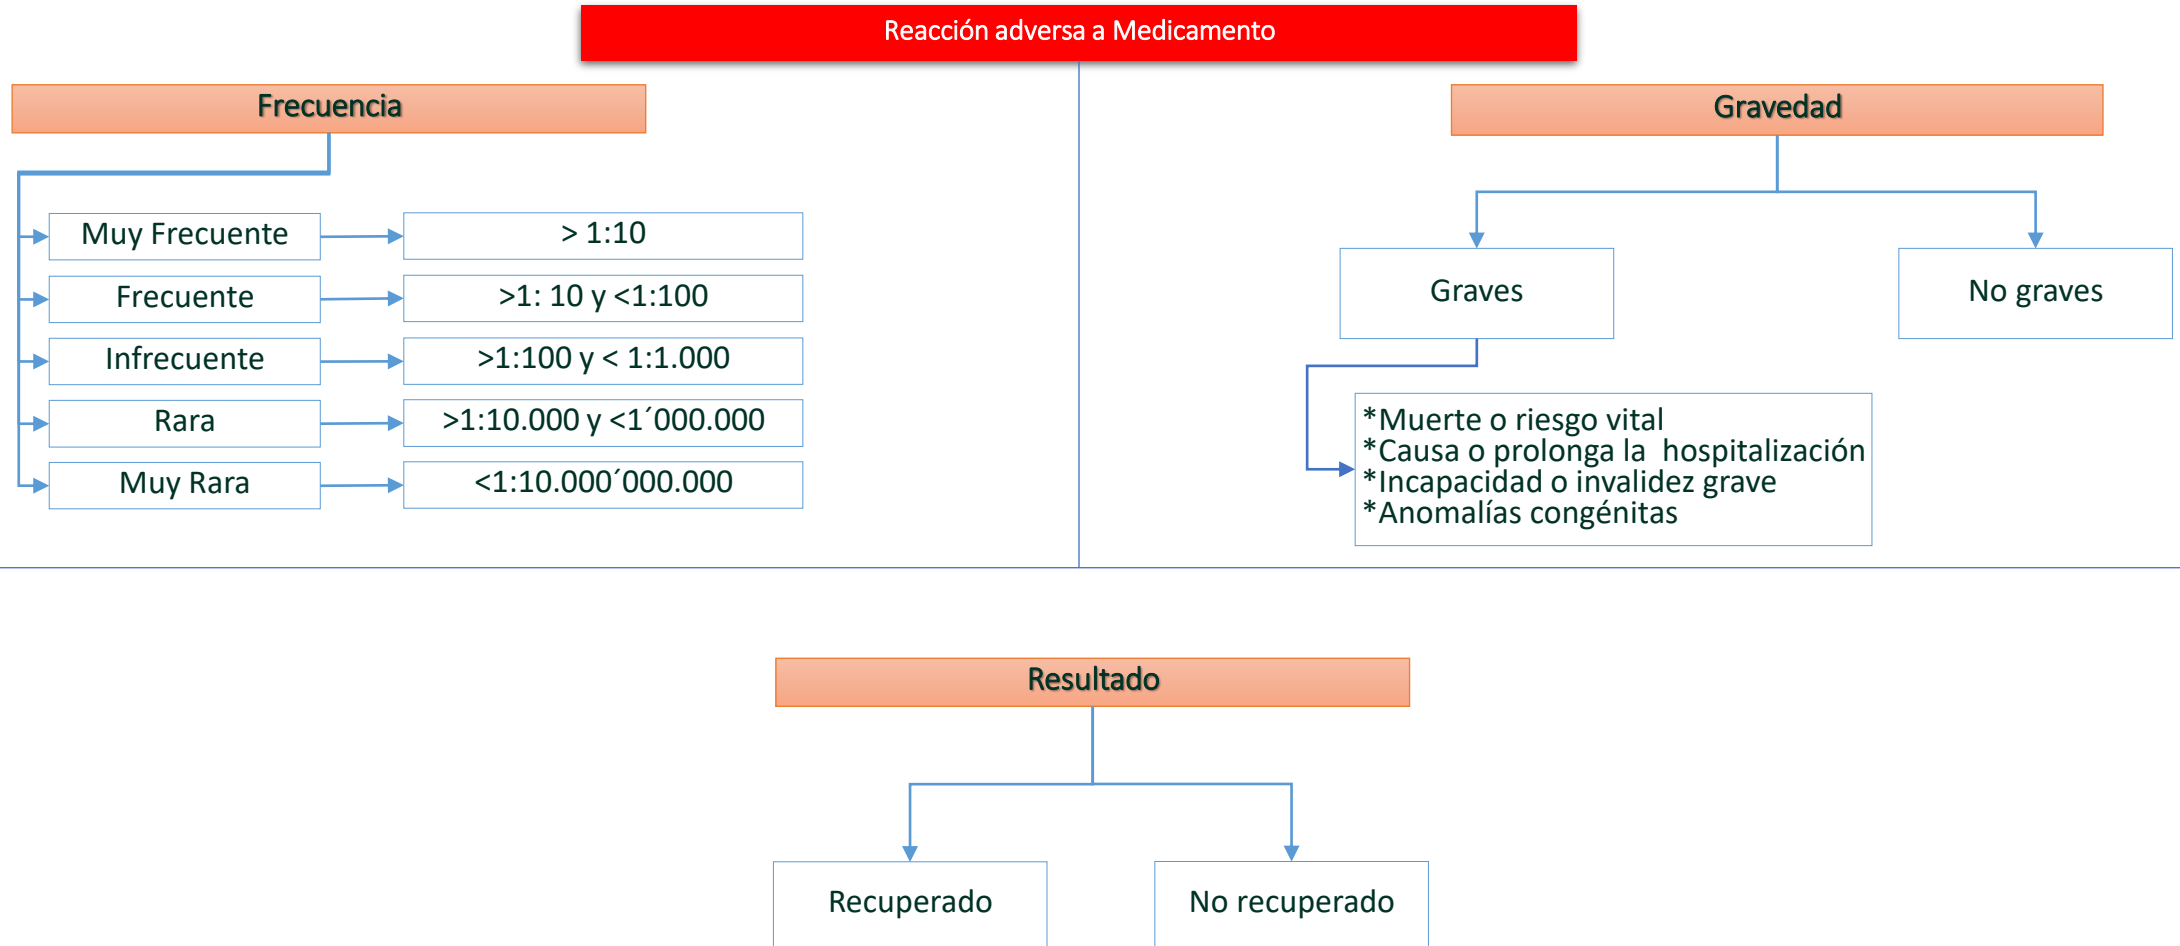 Reacción adversa a Medicamento
Frecuencia
Muy Frecuente
> 1:10
Frecuente
>1: 10 y <1:100
Infrecuente
>1:100 y < 1:1.000
Rara
>1:10.000 y <1´000.000
Muy Rara
<1:10.000´000.000
Gravedad
Graves
No graves
*Muerte o riesgo vital
*Causa o prolonga la  hospitalización
*Incapacidad o invalidez grave
*Anomalías congénitas
Resultado
Recuperado
No recuperado